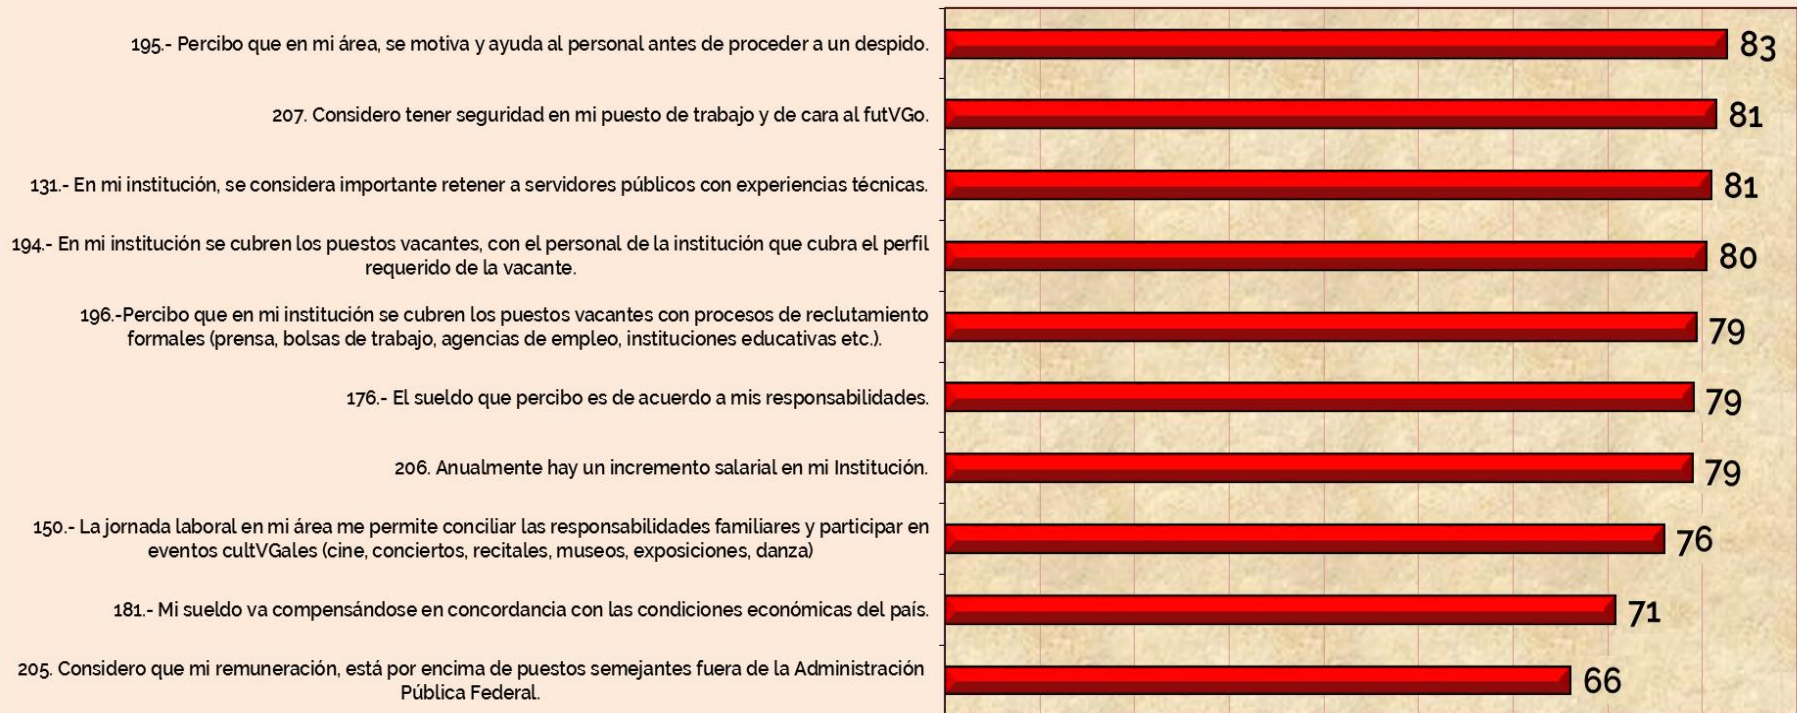 195.- Percibo que en mi área, se motiva y ayuda al personal antes de proceder a un despido.
83
207. Considero tener seguridad en mi puesto de trabajo y de cara al futVGo.
81
131.- En mi institución, se considera importante retener a servidores públicos con experiencias técnicas.
81
194.- En mi institución se cubren los puestos vacantes, con el personal de la institución que cubra el perfil
requerido de la vacante.
80
196.-Percibo que en mi institución se cubren los puestos vacantes con procesos de reclutamiento
formales (prensa, bolsas de trabajo, agencias de empleo, instituciones educativas etc.).
79
176.- El sueldo que percibo es de acuerdo a mis responsabilidades.
79
206. Anualmente hay un incremento salarial en mi Institución.
79
150.- La jornada laboral en mi área me permite conciliar las responsabilidades familiares y participar en
eventos cultVGales (cine, conciertos, recitales, museos, exposiciones, danza)
76
181.- Mi sueldo va compensándose en concordancia con las condiciones económicas del país.
71
205. Considero que mi remuneración, está por encima de puestos semejantes fuera de la Administración
Pública Federal.
66